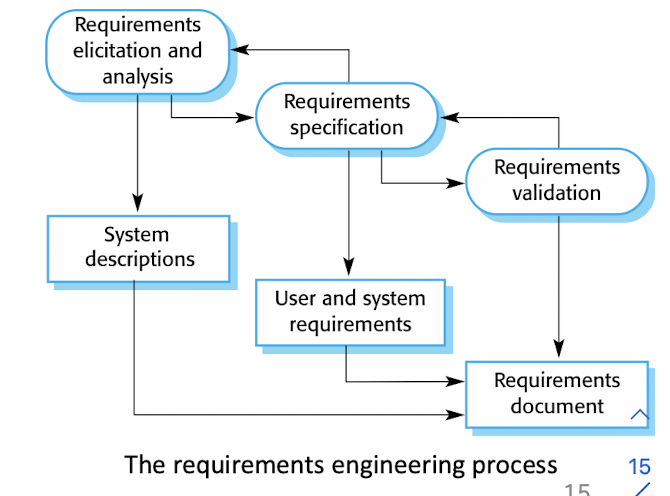 Requirements
elicitation and
analysis
Requirements
specification
Requirements
validation
System
descriptions
User and system
requirements
Requirements
document
The requirements engineering process
15
15